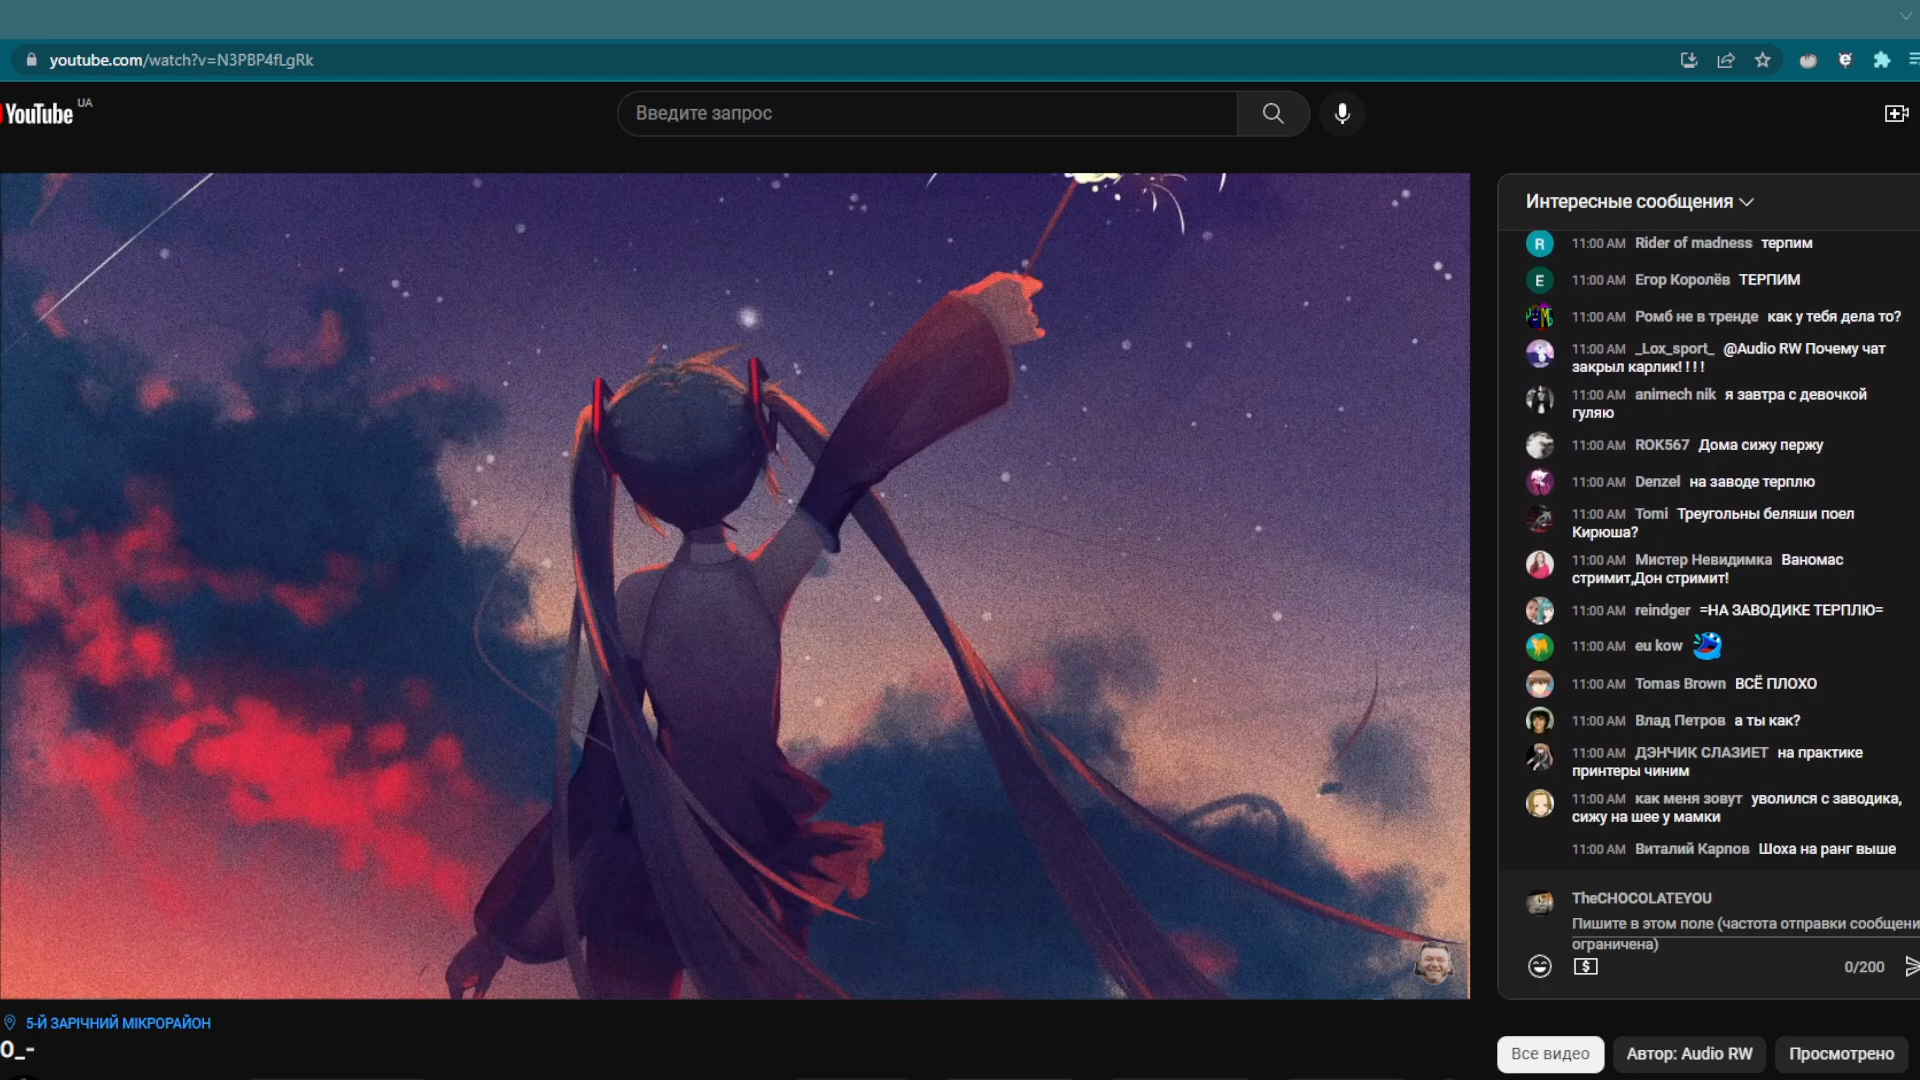 youtube.com/watch?v=N3PBP4fLgRk
YouTube UA
Введите запрос
Интересные сообщения
R 11:00 AM Rider of madness терпим
E 11:00 AM Егор Королёв ТЕРПИМ
11:00 AM Ромб не в тренде как у тебя дела то?
11:00 AM _Lox_sport_ @Audio RW Почему чат
закрыл карлик!!!!
11:00 AM animech nik я завтра с девочкой
гуляю
11:00 AM ROK567 Дома сижу пержу
11:00 AM Denzel на заводе терплю
11:00 AM Tomi Треугольны беляши поел
Кирюша?
11:00 AM Мистер Невидимка Ваномас
стримит,Дон стримит!
11:00 AM reindger =НА ЗАВОДИКЕ ТЕРПЛЮ=
11:00 AM eu kow
11:00 AM Tomas Brown ВСЁ ПЛОХО
11:00 AM Влад Петров а ты как?
11:00 AM ДЭНЧИК СЛАЗИЕТ на практике
принтеры чиним
11:00 AM как меня зовут уволился с заводика,
сижу на шее у мамки
11:00 AM Виталий Карпов Шоха на ранг выше
TheCHOCOLATEYOU
Пишите в этом поле (частота отправки сообщени
ограничена)
0/200
5-Й ЗАРІЧНИЙ МІКРОРАЙОН
0_-
Все видео
Автор: Audio RW
Просмотрено